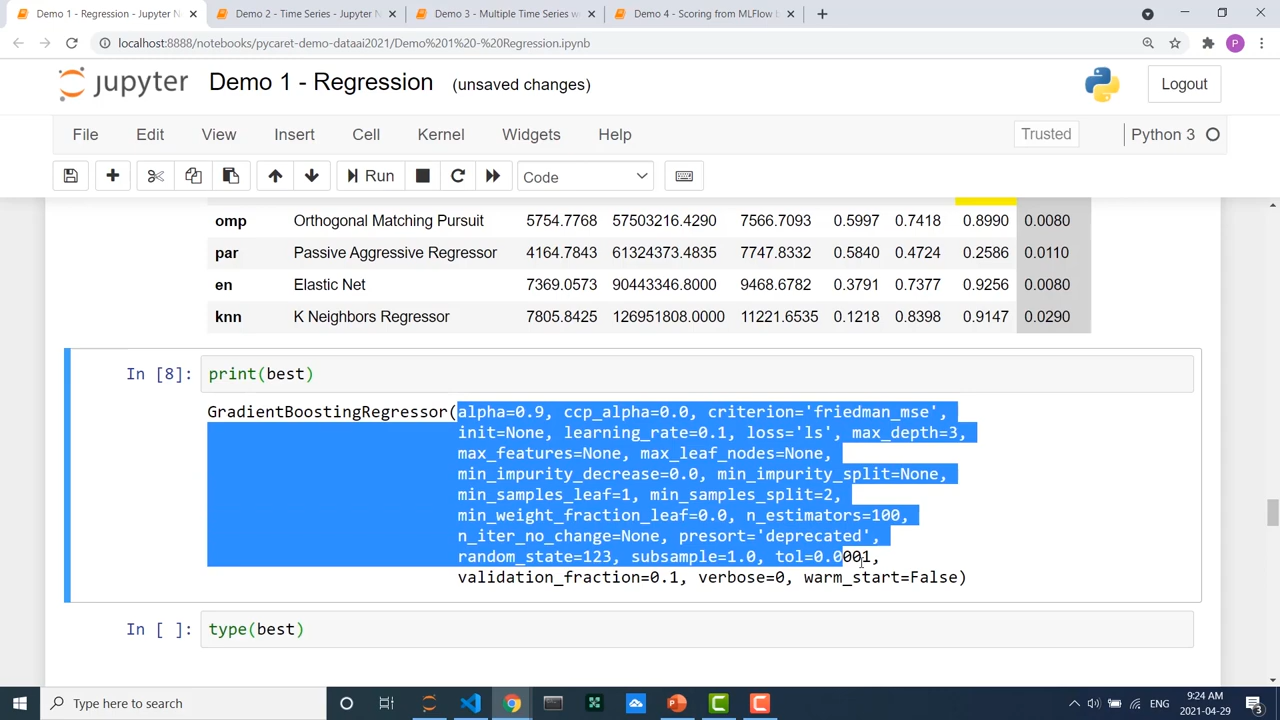 Demo 1 - Regression - Jupyter N
Demo 2 - Time Series - Jupyter N
Demo 3 - Multiple Time Series w
Demo 4 - Scoring from MLFlow b
localhost:8888/notebooks/pycaret-demo-dataai2021/Demo%201%20-%20Regression.ipynb
P
jupyter Demo 1 - Regression (unsaved changes)
Logout
File Edit View Insert Cell Kernel Widgets Help
Trusted
Python 3
Run
Code
omp Orthogonal Matching Pursuit 5754.7768 57503216.4290 7566.7093 0.5997 0.7418 0.8990 0.0080
par Passive Aggressive Regressor 4164.7843 61324373.4835 7747.8332 0.5840 0.4724 0.2586 0.0110
en Elastic Net 7369.0573 90443346.8000 9468.6782 0.3791 0.7377 0.9256 0.0080
knn K Neighbors Regressor 7805.8425 126951808.0000 11221.6535 0.1218 0.8398 0.9147 0.0290
In [8]: print(best)
GradientBoostingRegressor(alpha=0.9, ccp_alpha=0.0, criterion='friedman_mse',
init=None, learning_rate=0.1, loss='ls', max_depth=3,
max_features=None, max_leaf_nodes=None,
min_impurity_decrease=0.0, min_impurity_split=None,
min_samples_leaf=1, min_samples_split=2,
min_weight_fraction_leaf=0.0, n_estimators=100,
n_iter_no_change=None, presort='deprecated',
random_state=123, subsample=1.0, tol=0.0001,
validation_fraction=0.1, verbose=0, warm_start=False)
In [ ]: type(best)
Type here to search
ENG
9:24 AM
2021-04-29
3